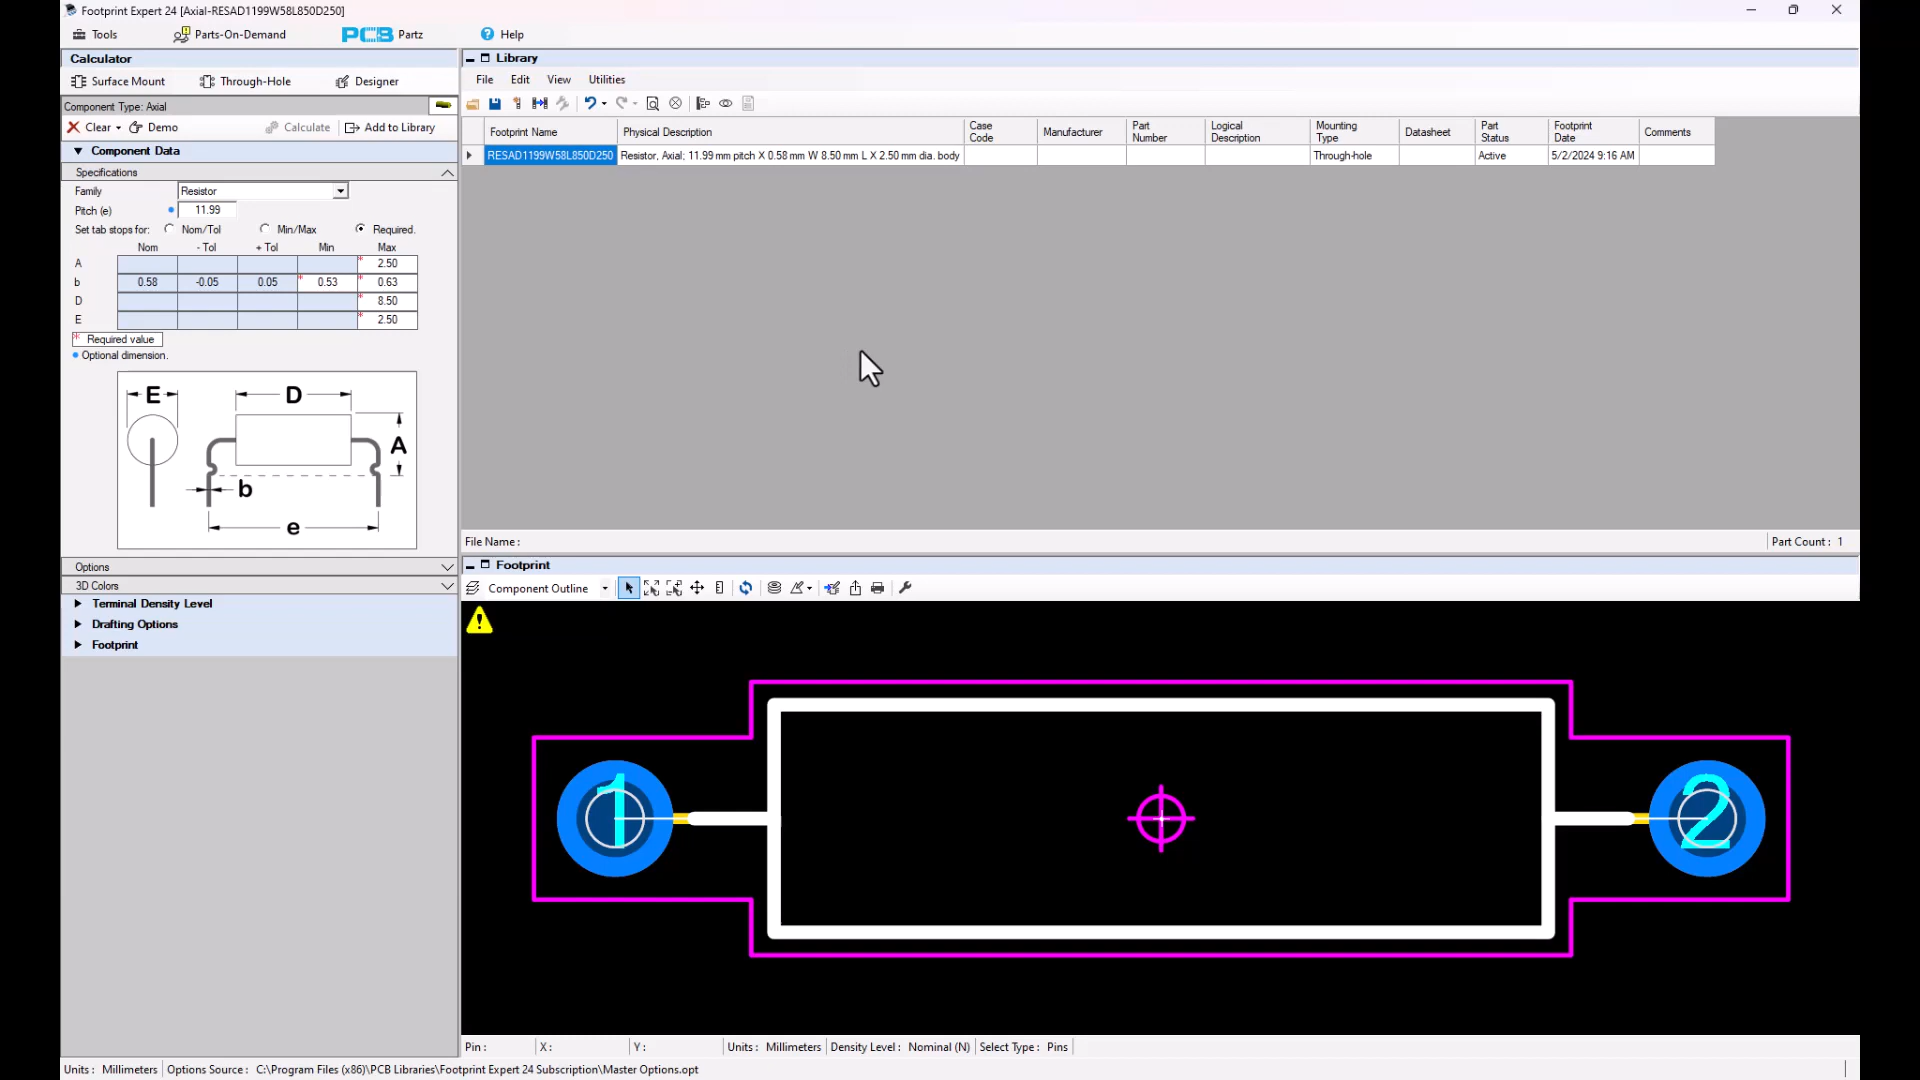 Footprint Expert 24 [Axial-RESAD1199W58L850D250]
Tools Parts-On-Demand PCB Partz Help
Calculator
Surface Mount Through-Hole Designer
Component Type: Axial
Clear Demo Calculate Add to Library
Component Data
Specifications
Family Resistor
Pitch (e) 11.99
Set tab stops for: Nom/Tol Min/Max Required.
Nom - Tol + Tol Min Max
A 2.50
b 0.58 -0.05 0.05 0.53 0.63
D 8.50
E 2.50
* Required value
Optional dimension.
E D A b e
Options
3D Colors
Terminal Density Level
Drafting Options
Footprint
Library
File Edit View Utilities
Footprint Name Physical Description Case Code Manufacturer Part Number Logical Description Mounting Type Datasheet Part Status Footprint Date Comments
RESAD1199W58L850D250 Resistor, Axial; 11.99 mm pitch X 0.58 mm W 8.50 mm L X 2.50 mm dia. body Through-hole Active 5/2/2024 9:16 AM
File Name : Part Count : 1
Footprint
Component Outline
1 2
Pin : X : Y : Units : Millimeters Density Level : Nominal (N) Select Type : Pins
Units : Millimeters Options Source : C:\Program Files (x86)\PCB Libraries\Footprint Expert 24 Subscription\Master Options.opt